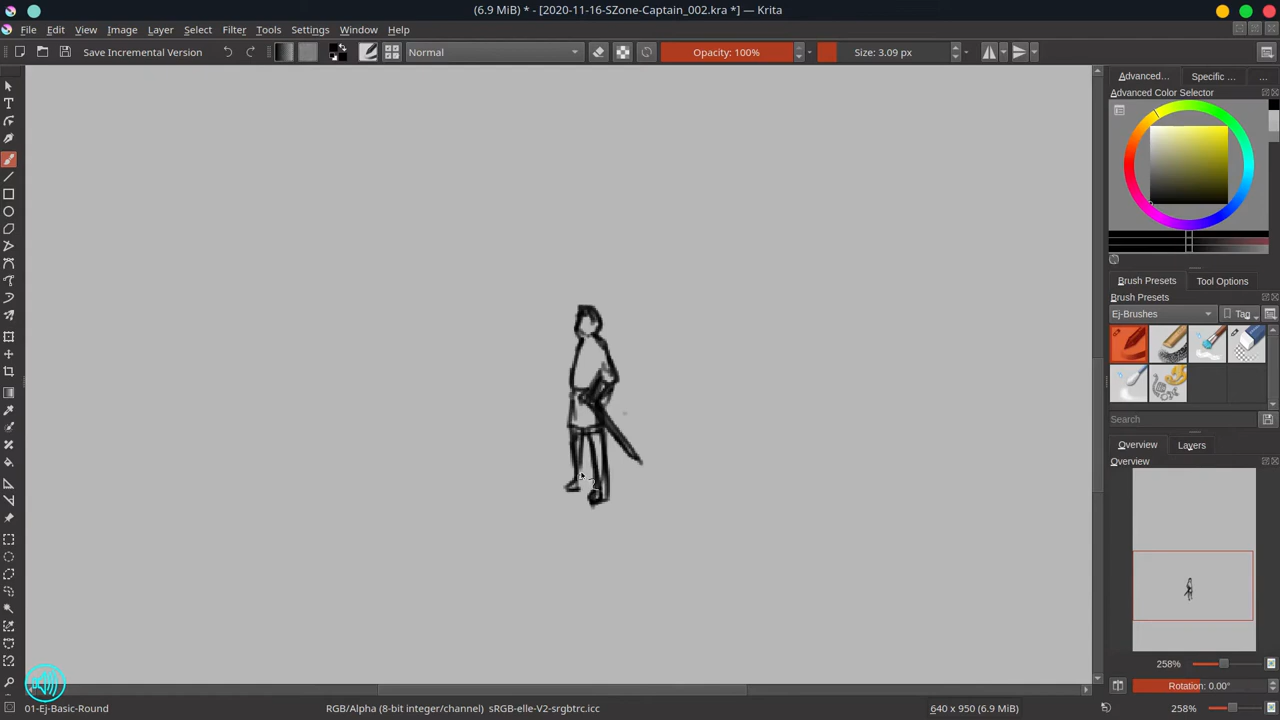 (6.9 MiB) * - [2020-11-16-SZone-Captain_002.kra *] — Krita
File Edit View Image Layer Select Filter Tools Settings Window Help
Save Incremental Version Normal Opacity: 100% Size: 3.09 px
Advanced... Specific ... ...
Advanced Color Selector
Brush Presets Tool Options
Brush Presets
Ej-Brushes Tag
Search
Overview Layers
Overview
258%
Rotation: 0.00°
01-Ej-Basic-Round RGB/Alpha (8-bit integer/channel) sRGB-elle-V2-srgbtrc.icc 640 x 950 (6.9 MiB) 258%